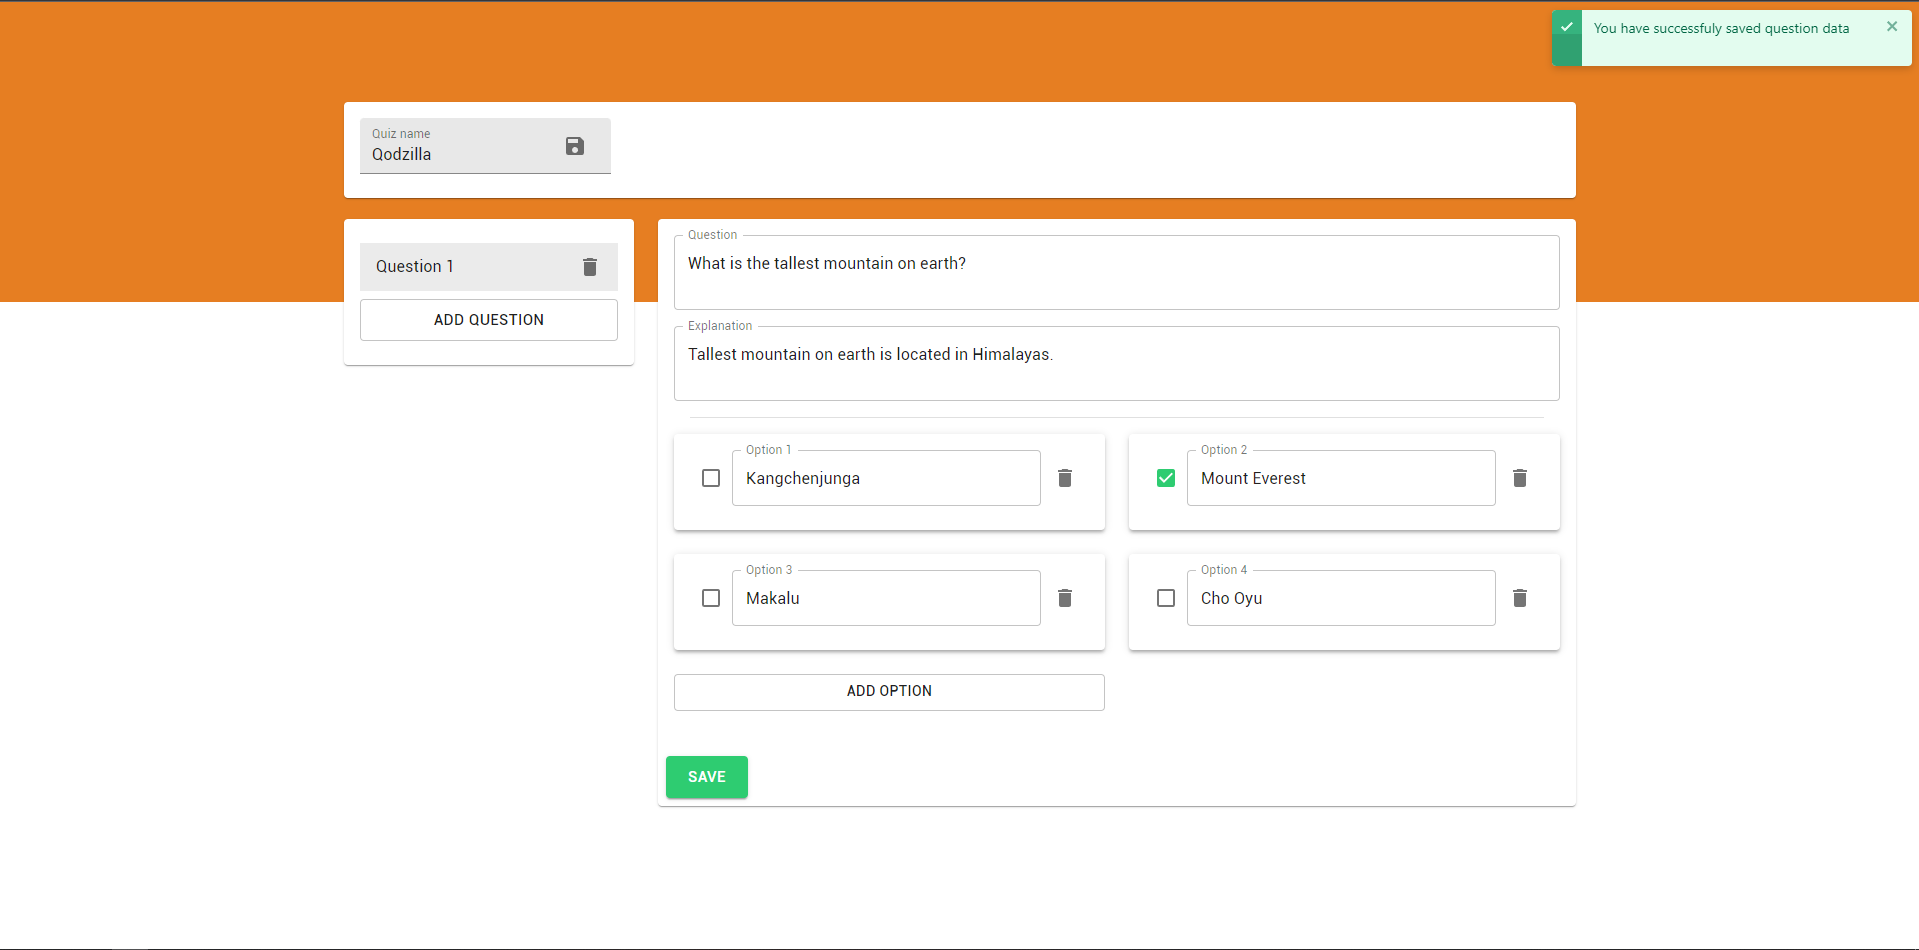 You have successfuly saved question data
Quiz name
Qodzilla
Question 1
ADD QUESTION
Question
What is the tallest mountain on earth?
Explanation
Tallest mountain on earth is located in Himalayas.
Option 1
Kangchenjunga
Option 2
Mount Everest
Option 3
Makalu
Option 4
Cho Oyu
ADD OPTION
SAVE